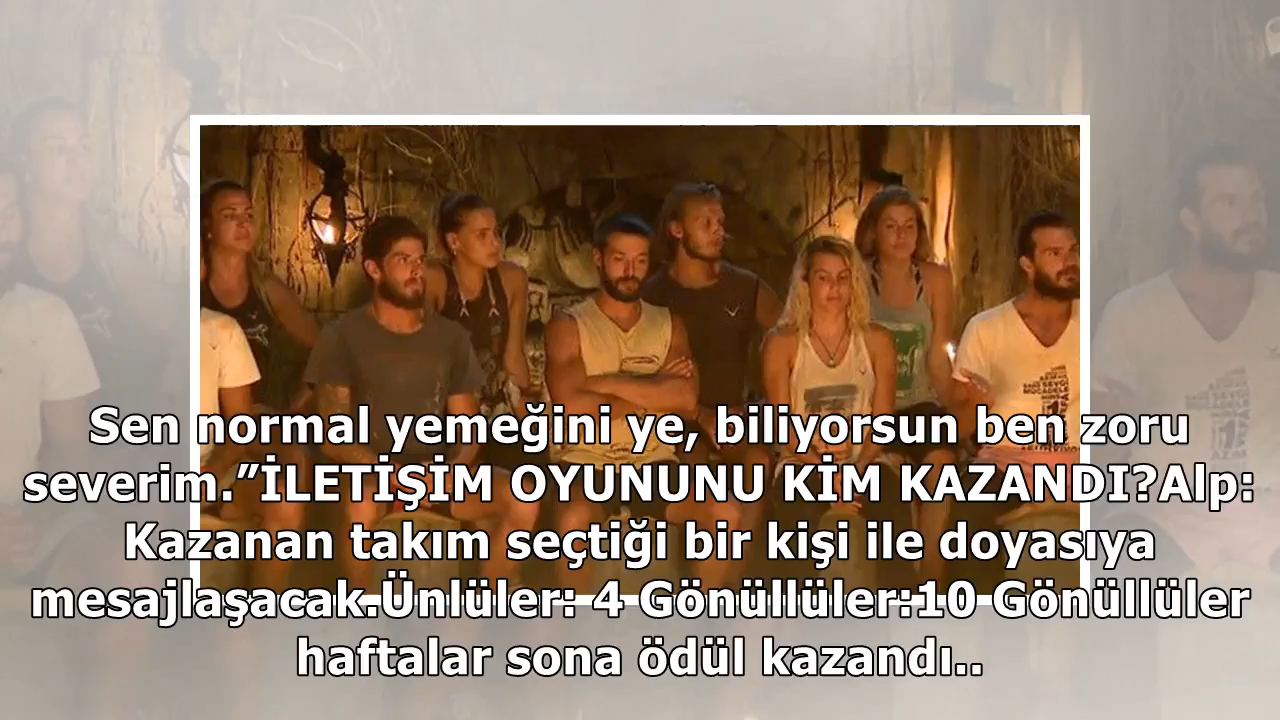 Sen normal yemeğini ye, biliyorsun ben zoru
severim.”İLETİŞİM OYUNUNU KİM KAZANDI?Alp:
Kazanan takım seçtiği bir kişi ile doyasıya
mesajlaşacak.Ünlüler: 4 Gönüllüler:10 Gönüllüler
haftalar sona ödül kazandı..